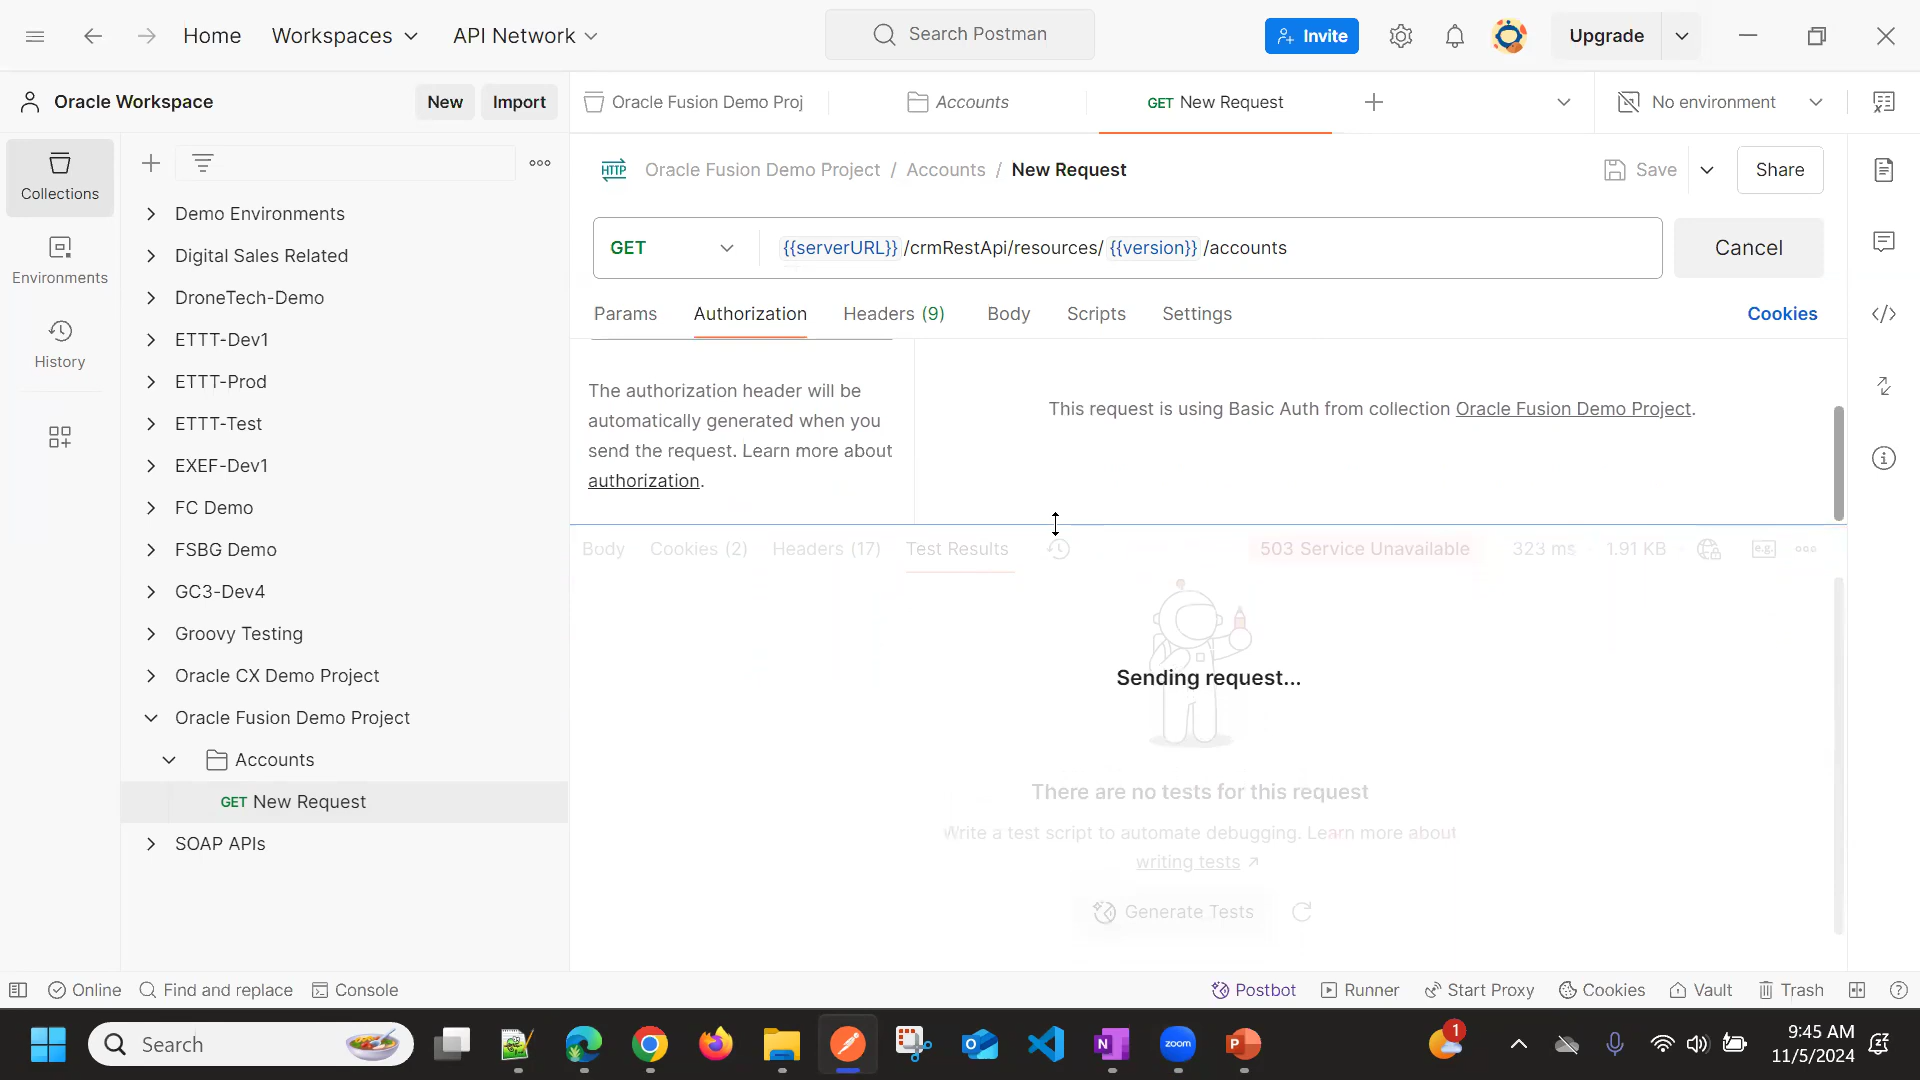 Home
Workspaces
API Network
Search Postman
Invite
Upgrade
Oracle Workspace
New
Import
Oracle Fusion Demo Proj
Accounts
GET New Request
No environment
Collections
Environments
History
Demo Environments
Digital Sales Related
DroneTech-Demo
ETTT-Dev1
ETTT-Prod
ETTT-Test
EXEF-Dev1
FC Demo
FSBG Demo
GC3-Dev4
Groovy Testing
Oracle CX Demo Project
Oracle Fusion Demo Project
Accounts
GET New Request
SOAP APIs
HTTP
Oracle Fusion Demo Project / Accounts / New Request
Save
Share
GET
{{serverURL}}/crmRestApi/resources/{{version}}/accounts
Cancel
Params
Authorization
Headers (9)
Body
Scripts
Settings
Cookies
The authorization header will be
automatically generated when you
send the request. Learn more about
authorization.
This request is using Basic Auth from collection Oracle Fusion Demo Project.
Body
Cookies (2)
Headers (17)
Test Results
503 Service Unavailable
323 ms
1.91 KB
e.g.
Sending request...
There are no tests for this request
Write a test script to automate debugging. Learn more about
writing tests
Generate Tests
Online
Find and replace
Console
Postbot
Runner
Start Proxy
Cookies
Vault
Trash
Search
zoom
1
9:45 AM
11/5/2024